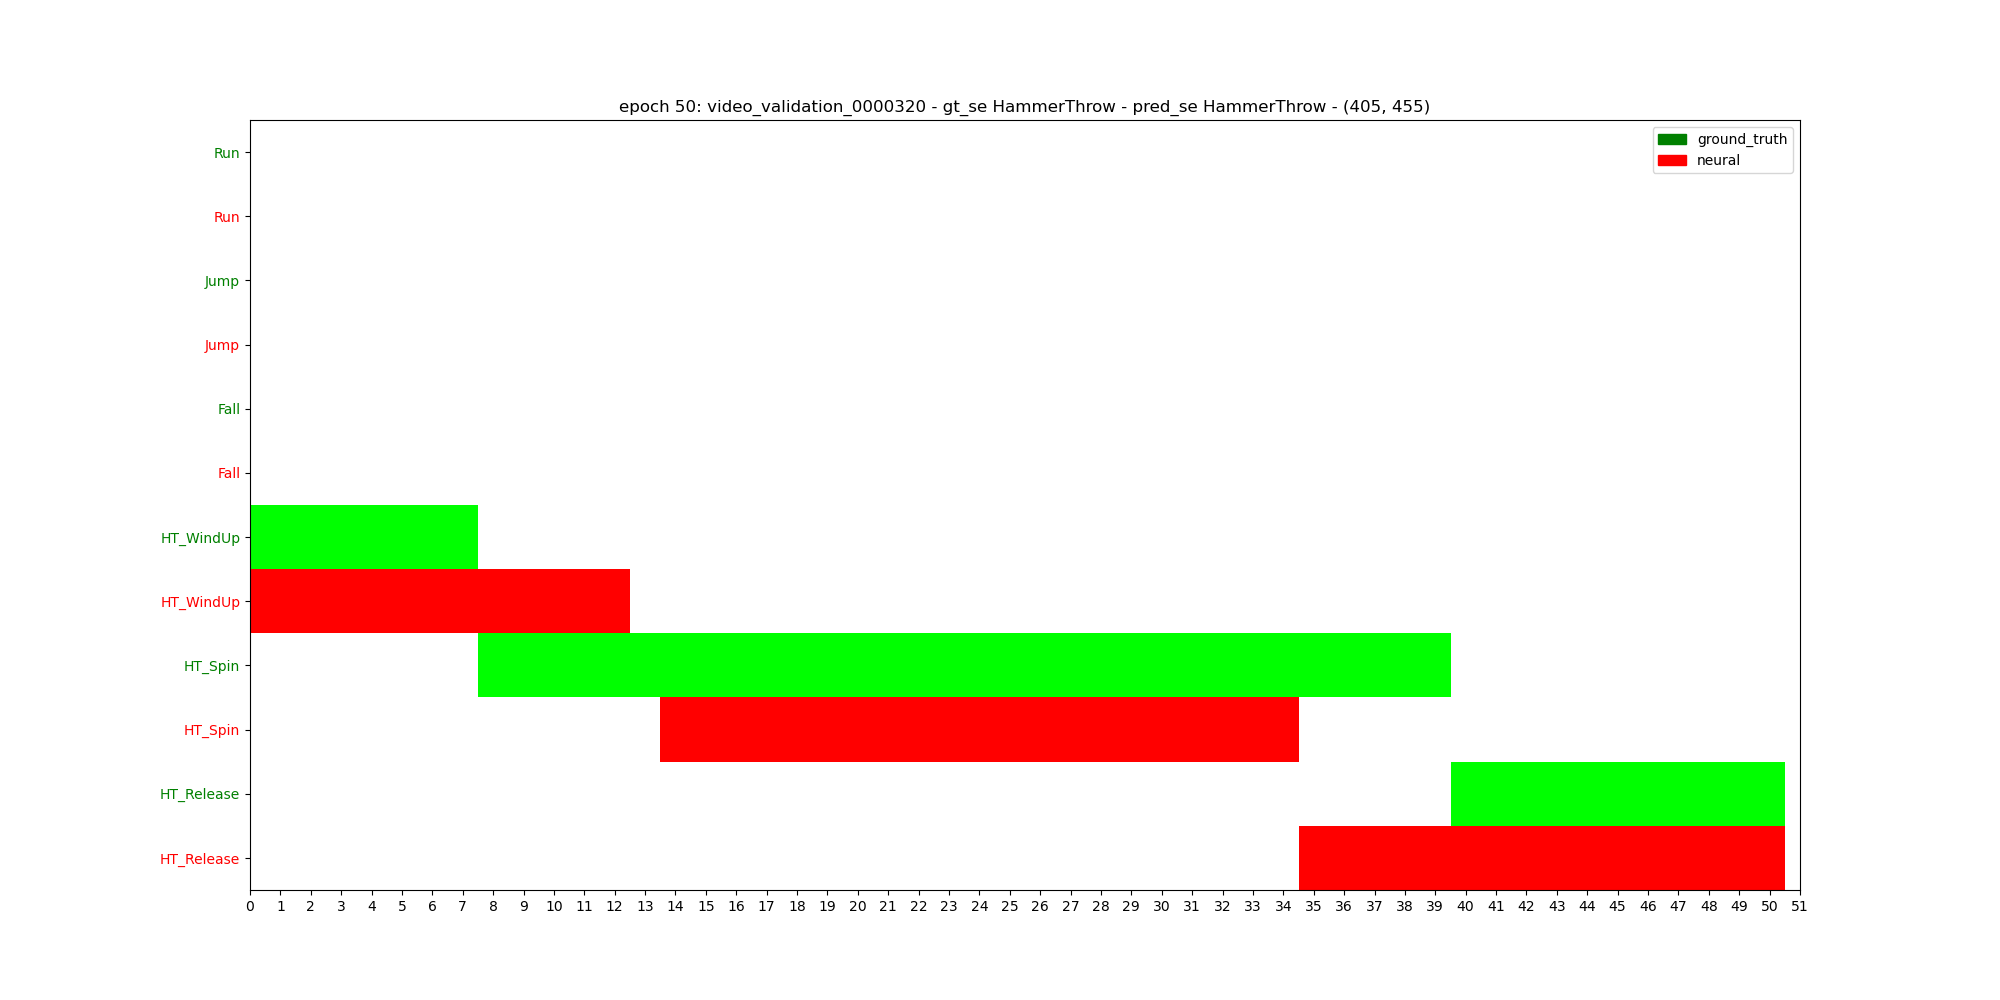 epoch 50: video_validation_0000320 - gt_se HammerThrow - pred_se HammerThrow - (405, 455)
ground_truth
neural
Run
Run
Jump
Jump
Fall
Fall
HT_WindUp
HT_WindUp
HT_Spin
HT_Spin
HT_Release
HT_Release
0 1 2 3 4 5 6 7 8 9 10 11 12 13 14 15 16 17 18 19 20 21 22 23 24 25 26 27 28 29 30 31 32 33 34 35 36 37 38 39 40 41 42 43 44 45 46 47 48 49 50 51